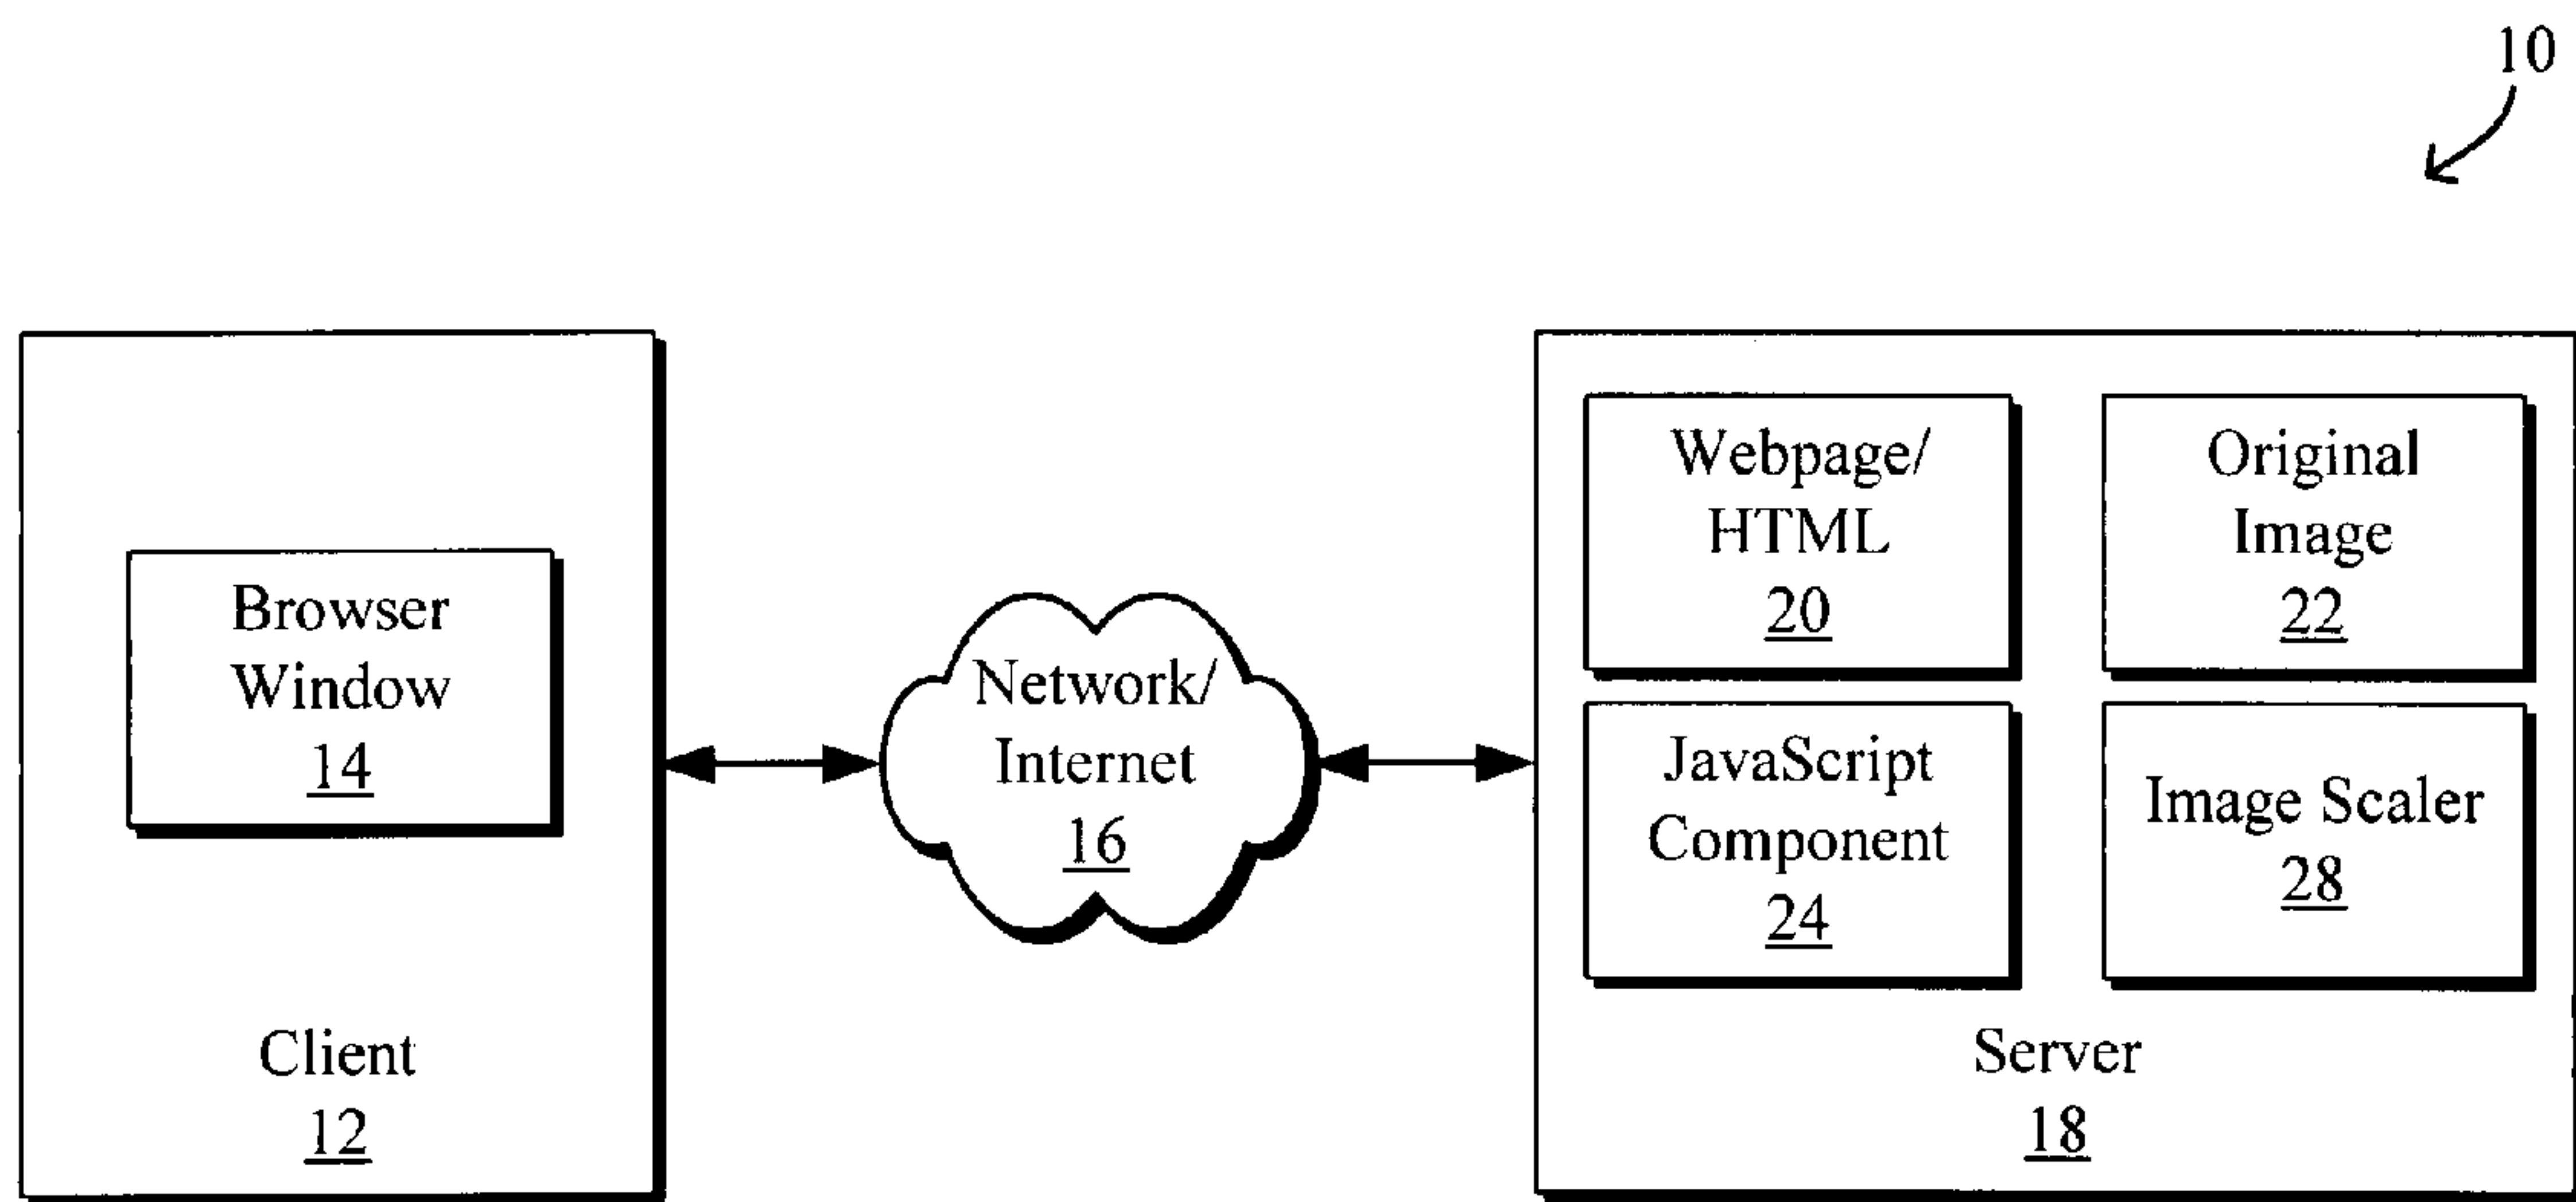 10
Browser
Window
14
Client
12
Network/
Internet
16
Webpage/
HTML
20
Original
Image
22
JavaScript
Component
24
Image Scaler
28
Server
18